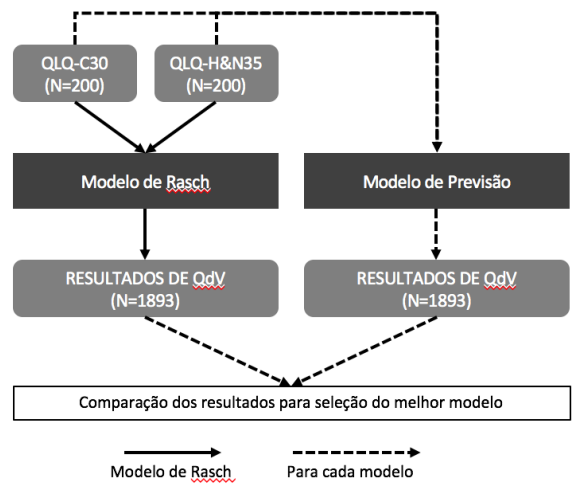 QLQ-C30
(N=200)
QLQ-H&N35
(N=200)
Modelo de Rasch
Modelo de Previsão
RESULTADOS DE QdV
(N=1893)
RESULTADOS DE QdV
(N=1893)
Comparação dos resultados para seleção do melhor modelo
Modelo de Rasch
Para cada modelo